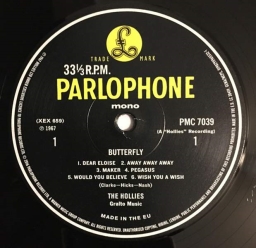 TRADE MARK
33⅓ R.P.M.
PARLOPHONE
mono
(XEX 669)
℗ 1967
PMC 7039
(A "Hollies" Recording)
1
1
BUTTERFLY
1. DEAR ELOISE 2. AWAY AWAY AWAY
3. MAKER 4. PEGASUS
5. WOULD YOU BELIEVE 6. WISH YOU A WISH
(Clarke—Hicks—Nash)
THE HOLLIES
Gralto Music
MADE IN THE EU